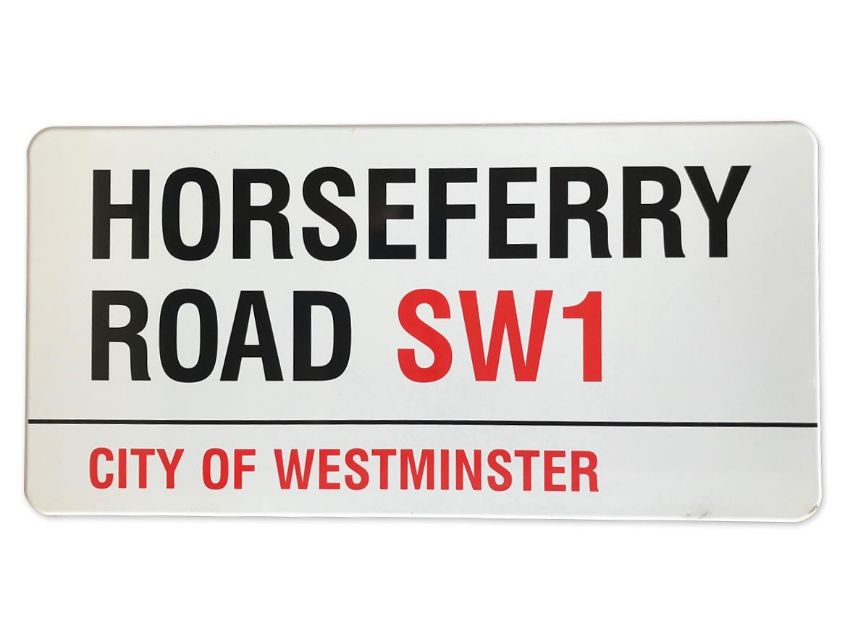 HORSEFERRY
ROAD SW1
CITY OF WESTMINSTER